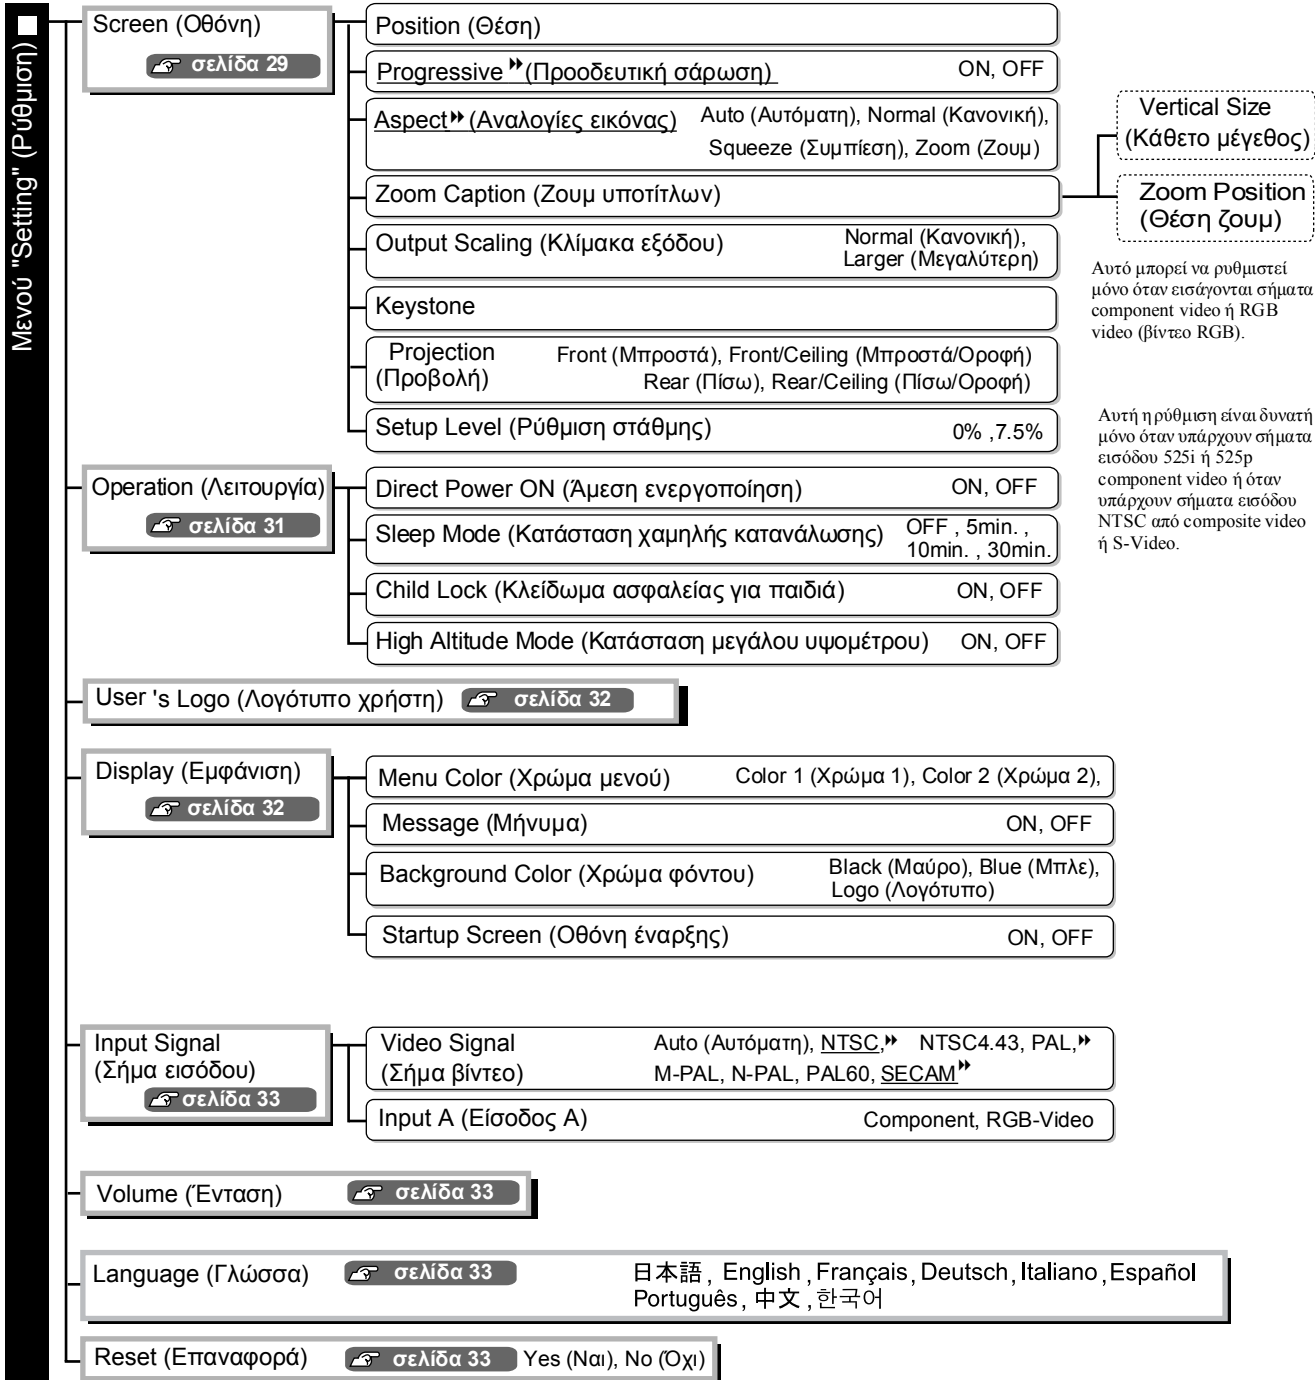 Μενού "Setting" (Ρύθμιση)
Screen (Οθόνη)
σελίδα 29
Position (Θέση)
Progressive (Προοδευτική σάρωση) ON, OFF
Aspect (Αναλογίες εικόνας) Auto (Αυτόματη), Normal (Κανονική),
Squeeze (Συμπίεση), Zoom (Ζουμ)
Zoom Caption (Ζουμ υποτίτλων)
Vertical Size
(Κάθετο μέγεθος)
Zoom Position
(Θέση ζουμ)
Output Scaling (Κλίμακα εξόδου) Normal (Κανονική),
Larger (Μεγαλύτερη)
Αυτό μπορεί να ρυθμιστεί
μόνο όταν εισάγονται σήματα
component video ή RGB
video (βίντεο RGB).
Keystone
Projection
(Προβολή)
Front (Μπροστά), Front/Ceiling (Μπροστά/Οροφή)
Rear (Πίσω), Rear/Ceiling (Πίσω/Οροφή)
Setup Level (Ρύθμιση στάθμης) 0% ,7.5%
Αυτή η ρύθμιση είναι δυνατή
μόνο όταν υπάρχουν σήματα
εισόδου 525i ή 525p
component video ή όταν
υπάρχουν σήματα εισόδου
NTSC από composite video
ή S-Video.
Operation (Λειτουργία)
σελίδα 31
Direct Power ON (Άμεση ενεργοποίηση) ON, OFF
Sleep Mode (Κατάσταση χαμηλής κατανάλωσης) OFF , 5min. ,
10min. , 30min.
Child Lock (Κλείδωμα ασφαλείας για παιδιά) ON, OFF
High Altitude Mode (Κατάσταση μεγάλου υψομέτρου) ON, OFF
User 's Logo (Λογότυπο χρήστη) σελίδα 32
Display (Εμφάνιση)
σελίδα 32
Menu Color (Χρώμα μενού) Color 1 (Χρώμα 1), Color 2 (Χρώμα 2),
Message (Μήνυμα) ON, OFF
Background Color (Χρώμα φόντου) Black (Μαύρο), Blue (Μπλε),
Logo (Λογότυπο)
Startup Screen (Οθόνη έναρξης) ON, OFF
Input Signal
(Σήμα εισόδου)
σελίδα 33
Video Signal
(Σήμα βίντεο)
Auto (Αυτόματη), NTSC, NTSC4.43, PAL,
M-PAL, N-PAL, PAL60, SECAM
Input A (Είσοδος A) Component, RGB-Video
Volume (Ένταση) σελίδα 33
Language (Γλώσσα) σελίδα 33 日本語, English, Français, Deutsch, Italiano, Español
Português, 中文, 한국어
Reset (Επαναφορά) σελίδα 33 Yes (Ναι), No (Όχι)